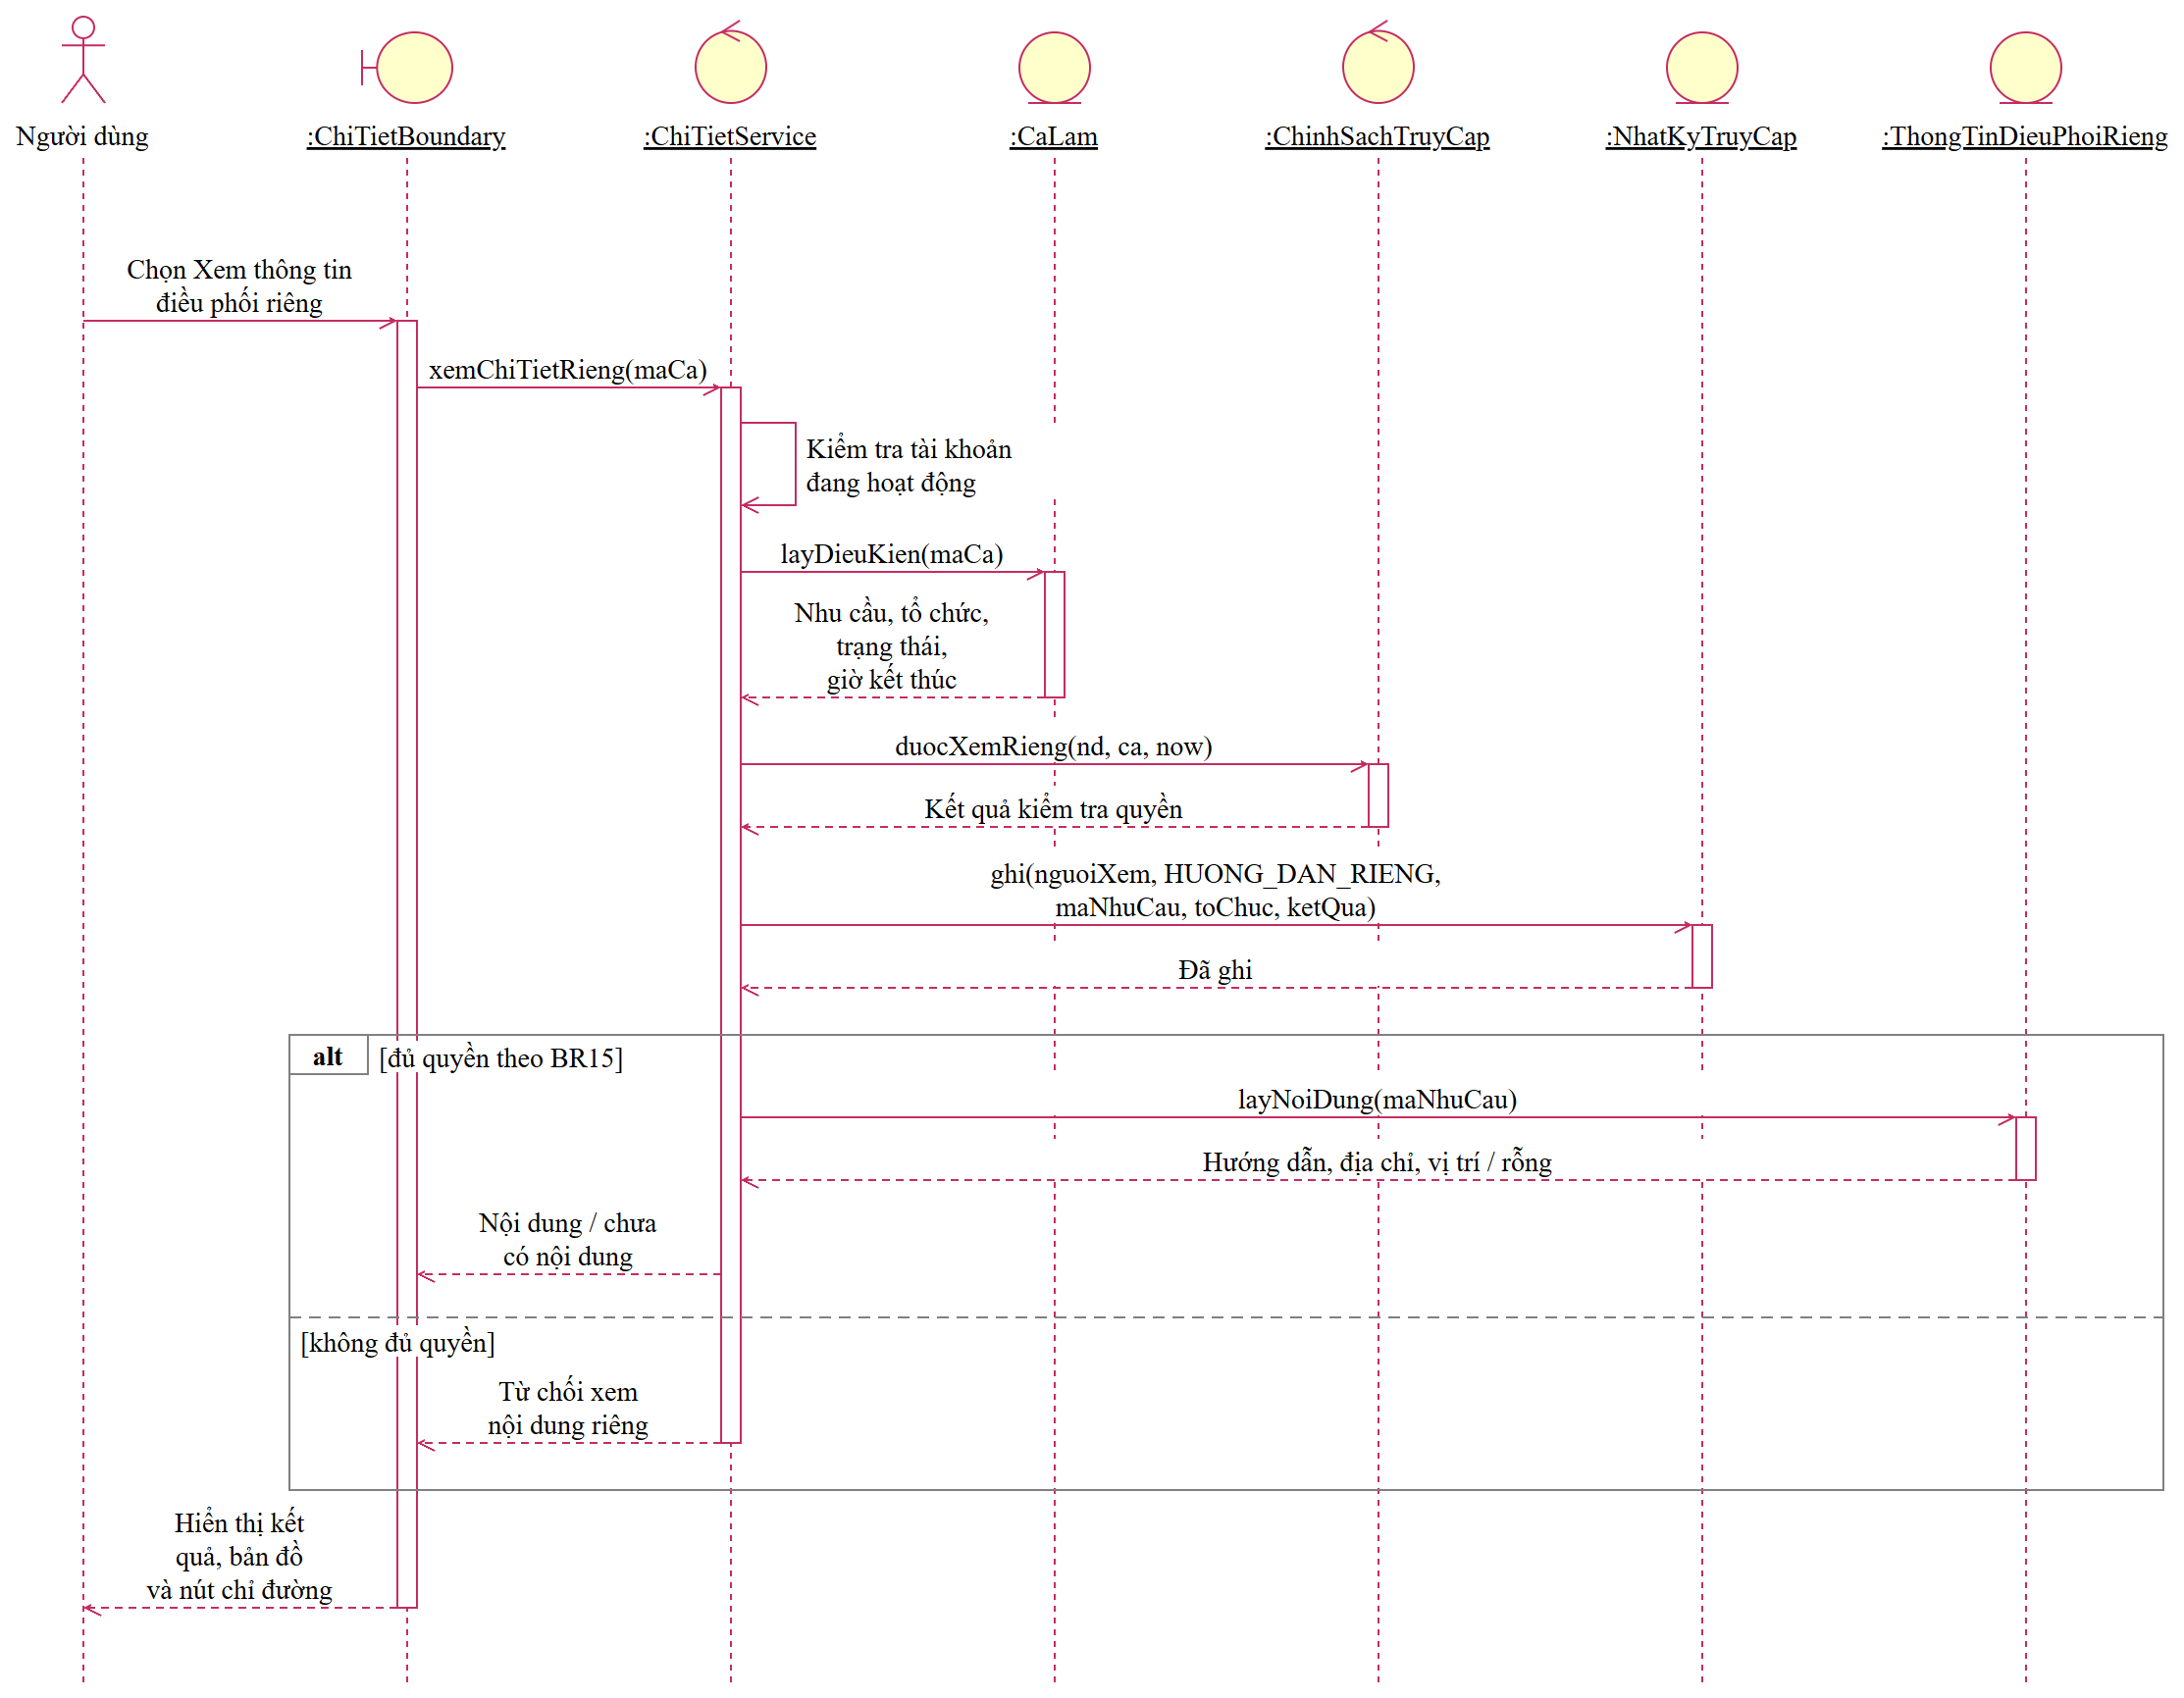 Người dùng
:ChiTietBoundary
:ChiTietService
:CaLam
:ChinhSachTruyCap
:NhatKyTruyCap
:ThongTinDieuPhoiRieng
Chọn Xem thông tin
điều phối riêng
xemChiTietRieng(maCa)
Kiểm tra tài khoản
đang hoạt động
layDieuKien(maCa)
Nhu cầu, tổ chức,
trạng thái,
giờ kết thúc
duocXemRieng(nd, ca, now)
Kết quả kiểm tra quyền
ghi(nguoiXem, HUONG_DAN_RIENG,
maNhuCau, toChuc, ketQua)
Đã ghi
alt
[đủ quyền theo BR15]
layNoiDung(maNhuCau)
Hướng dẫn, địa chỉ, vị trí / rỗng
Nội dung / chưa
có nội dung
[không đủ quyền]
Từ chối xem
nội dung riêng
Hiển thị kết
quả, bản đồ
và nút chỉ đường